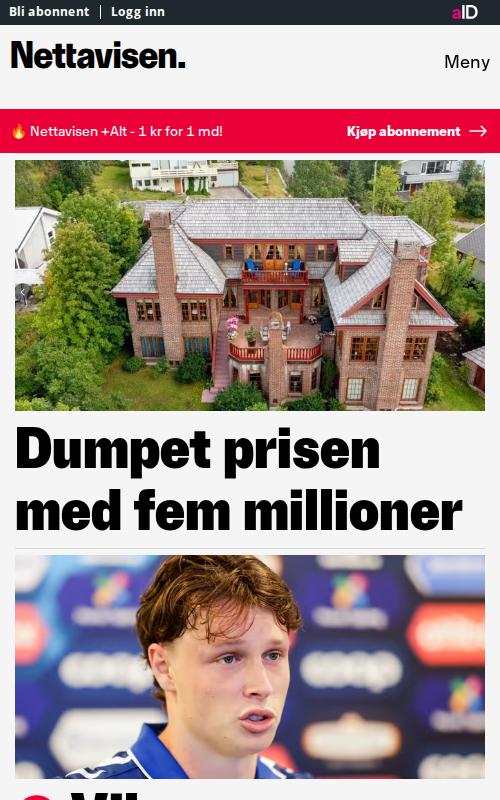 Bli abonnent
Logg inn
aID
Nettavisen.
Meny
🔥 Nettavisen +Alt - 1 kr for 1 md!
Kjøp abonnement →
Dumpet prisen
med fem millioner
coop